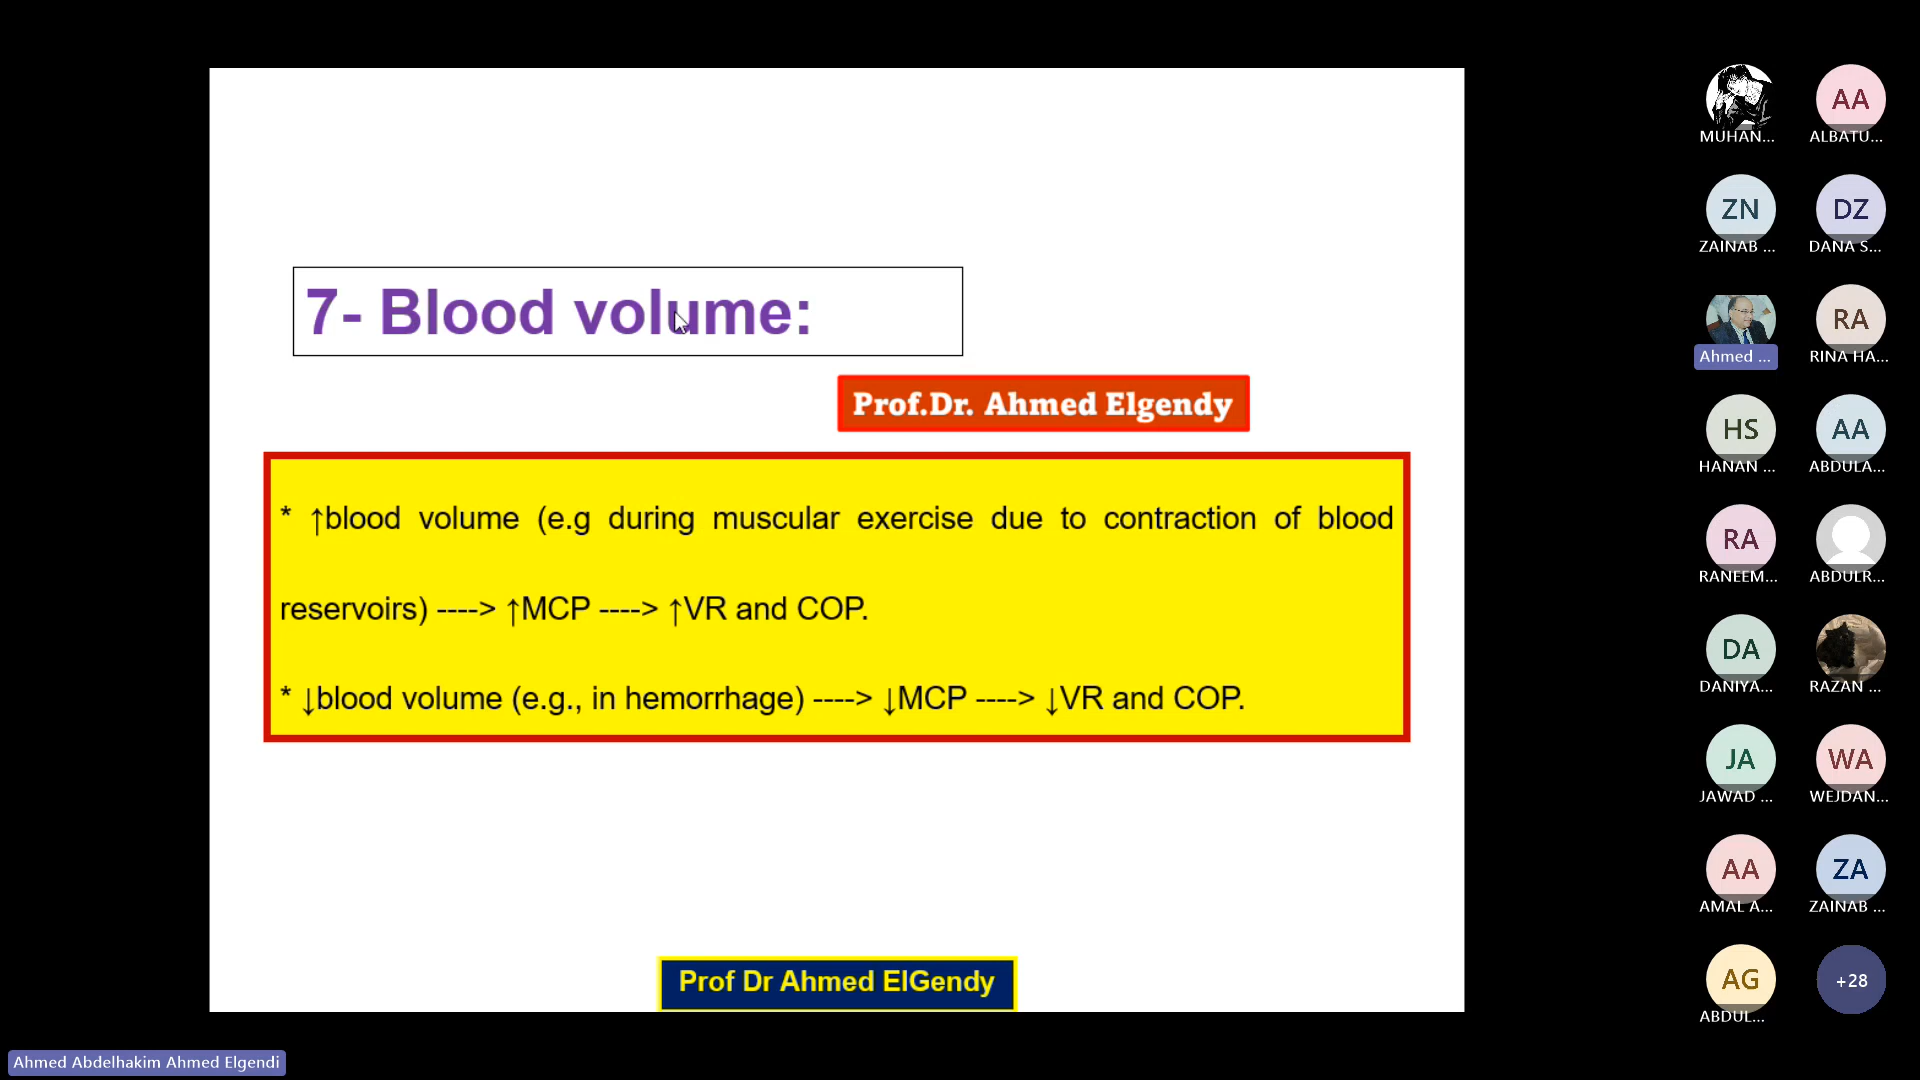 7- Blood volume:
Prof.Dr. Ahmed Elgendy
* ↑blood volume (e.g during muscular exercise due to contraction of blood
reservoirs) ----> ↑MCP ----> ↑VR and COP.
* ↓blood volume (e.g., in hemorrhage) ----> ↓MCP ----> ↓VR and COP.
Prof Dr Ahmed ElGendy
Ahmed Abdelhakim Ahmed Elgendi
MUHAN...
AA
ALBATU...
ZN
ZAINAB ...
DZ
DANA S...
Ahmed ...
RA
RINA HA...
HS
HANAN ...
AA
ABDULA...
RA
RANEEM...
ABDULR...
DA
DANIYA...
RAZAN ...
JA
JAWAD ...
WA
WEJDAN...
AA
AMAL A...
ZA
ZAINAB ...
AG
ABDUL...
+28